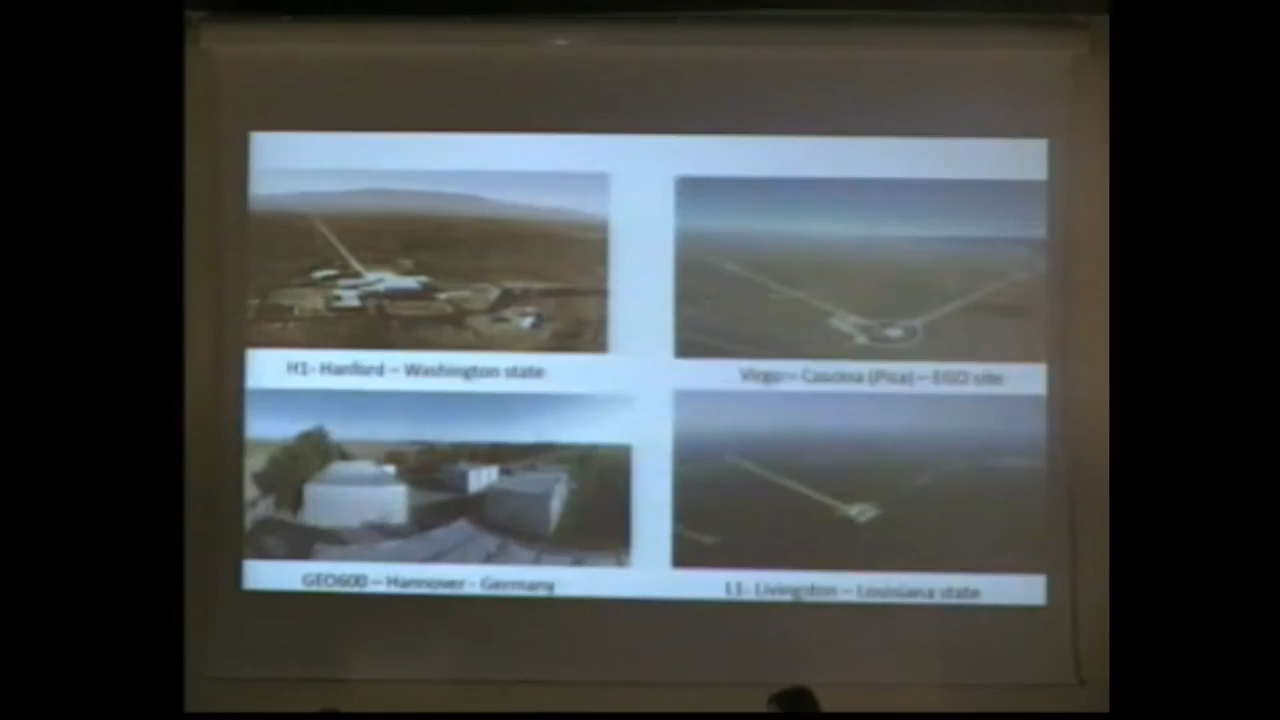 H1- Hanford – Washington state
Virgo – Cascina (Pisa) – EGO site
GEO600 – Hannover - Germany
L1- Livingston – Louisiana state